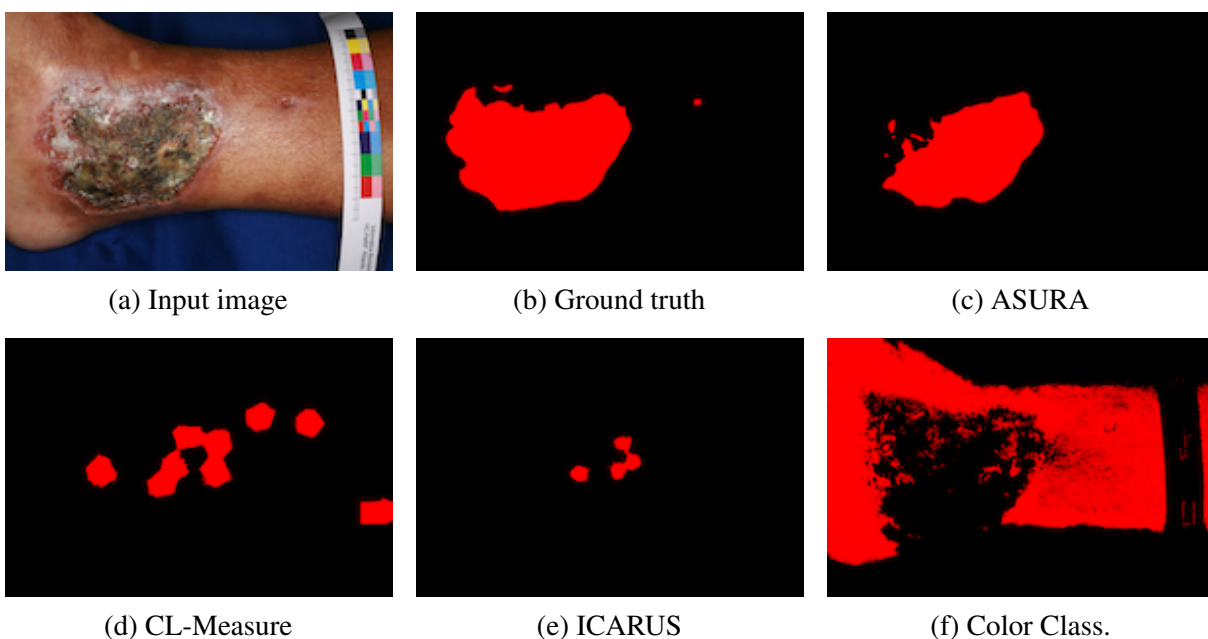 (a) Input image
(b) Ground truth
(c) ASURA
(d) CL-Measure
(e) ICARUS
(f) Color Class.